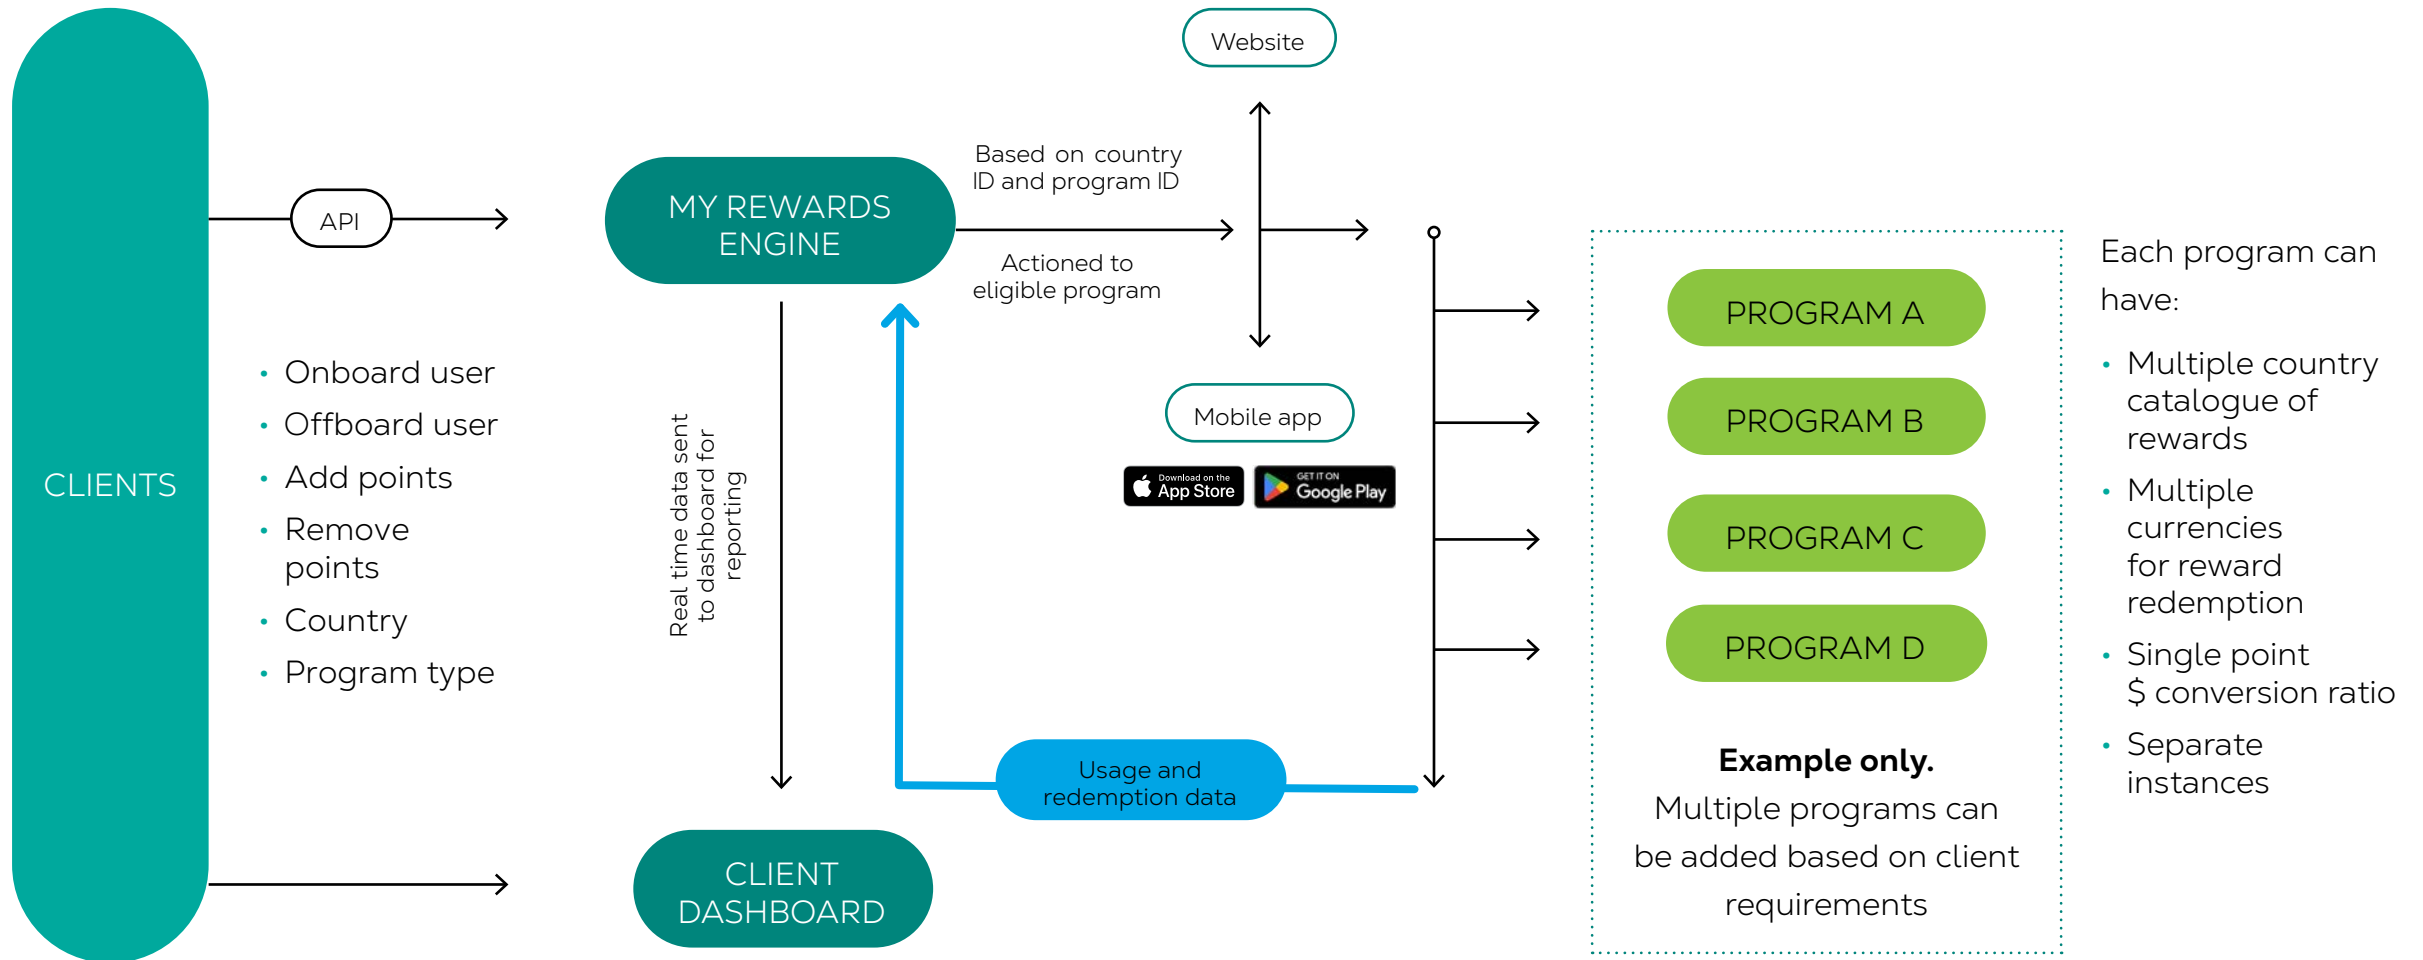 CLIENTS
API
• Onboard user
• Offboard user
• Add points
• Remove
points
• Country
• Program type
MY REWARDS
ENGINE
Real time data sent
to dashboard for
reporting
CLIENT
DASHBOARD
Based on country
ID and program ID
Actioned to
eligible program
Website
Mobile app
Download on the
App Store
GET IT ON
Google Play
Usage and
redemption data
PROGRAM A
PROGRAM B
PROGRAM C
PROGRAM D
Example only.
Multiple programs can
be added based on client
requirements
Each program can
have:
• Multiple country
catalogue of
rewards
• Multiple
currencies
for reward
redemption
• Single point
$ conversion ratio
• Separate
instances